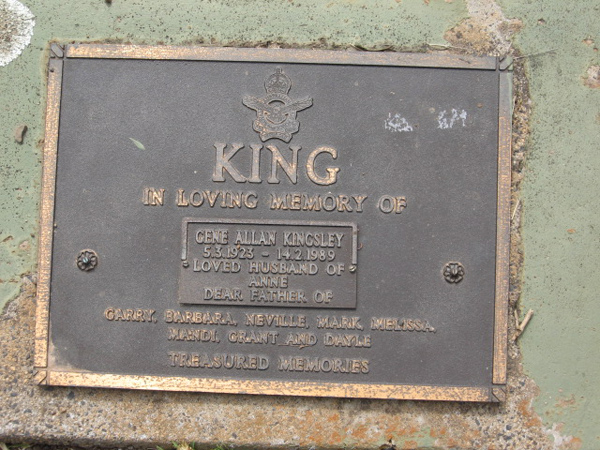 KING
IN LOVING MEMORY OF
GENE ALLAN KINGSLEY
5.3.1923 - 14.2.1989
LOVED HUSBAND OF
ANNE
DEAR FATHER OF
GARRY, BARBARA, NEVILLE, MARK, MELISSA,
MANDI, GRANT AND DAYLE
TREASURED MEMORIES